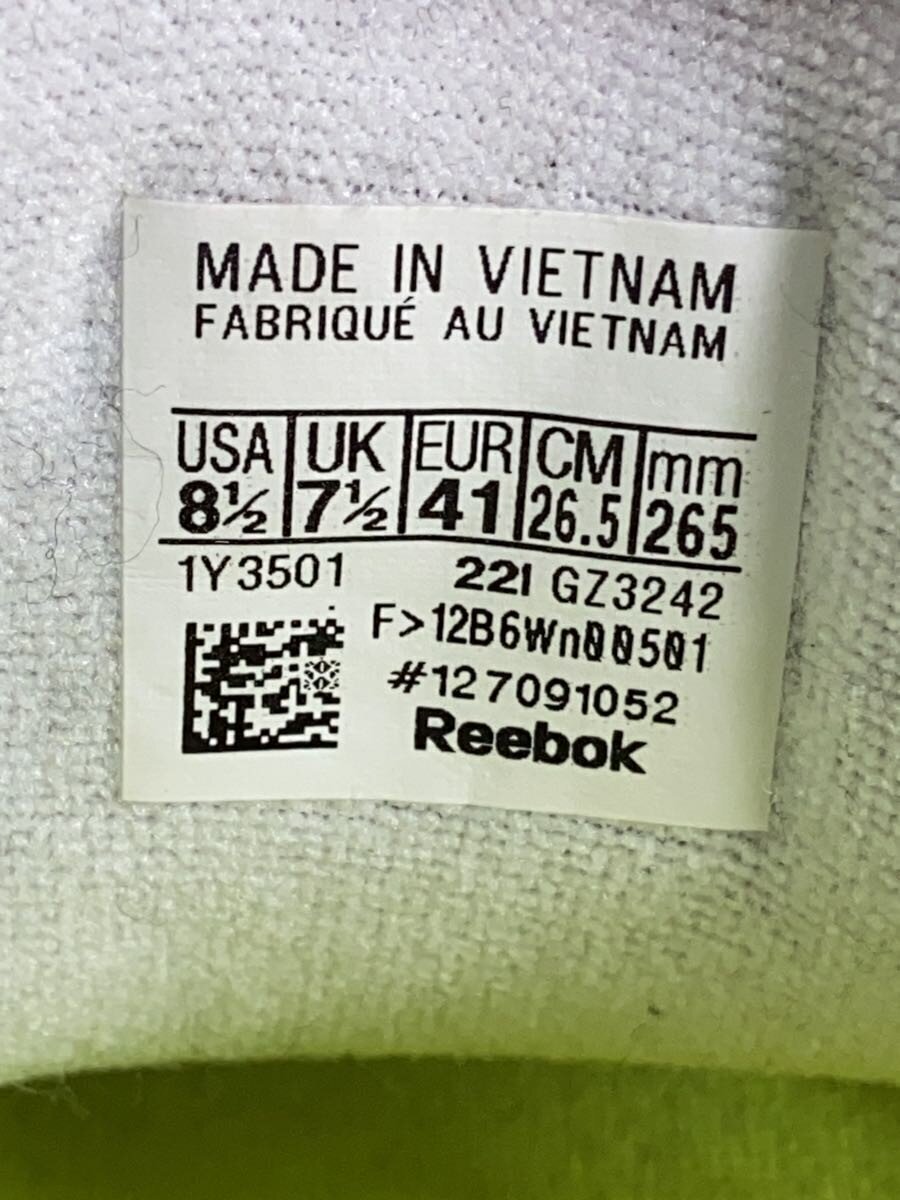 MADE IN VIETNAM
FABRIQUÉ AU VIETNAM
USA UK EUR CM mm
8½ 7½ 41 26.5 265
1Y3501 22I GZ3242
F>12B6Wn00501
#127091052
Reebok